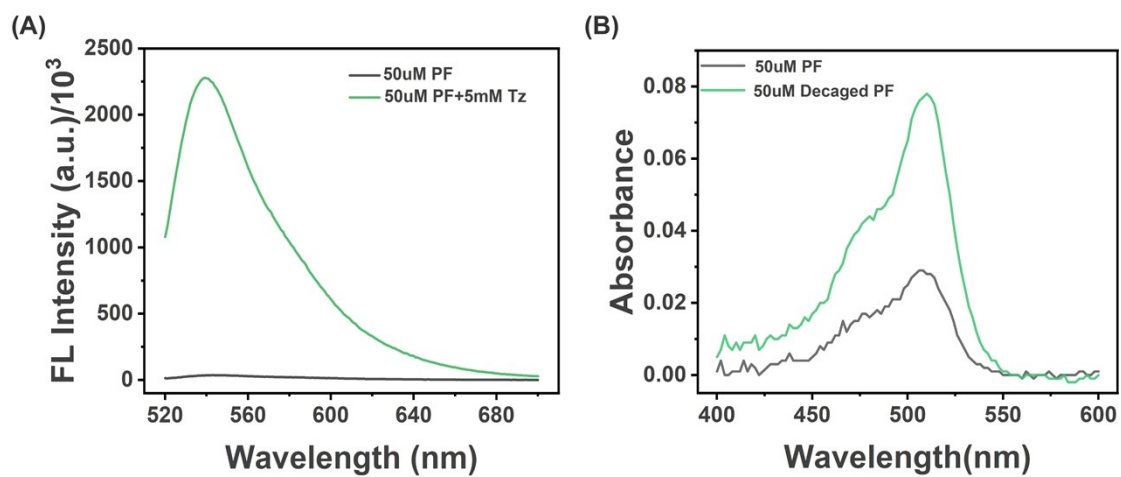 (A)
FL Intensity (a.u.)/10³
2500
2000
1500
1000
500
0
50uM PF
50uM PF+5mM Tz
520 560 600 640 680
Wavelength (nm)
(B)
Absorbance
0.08
0.06
0.04
0.02
0.00
50uM PF
50uM Decaged PF
400 450 500 550 600
Wavelength(nm)